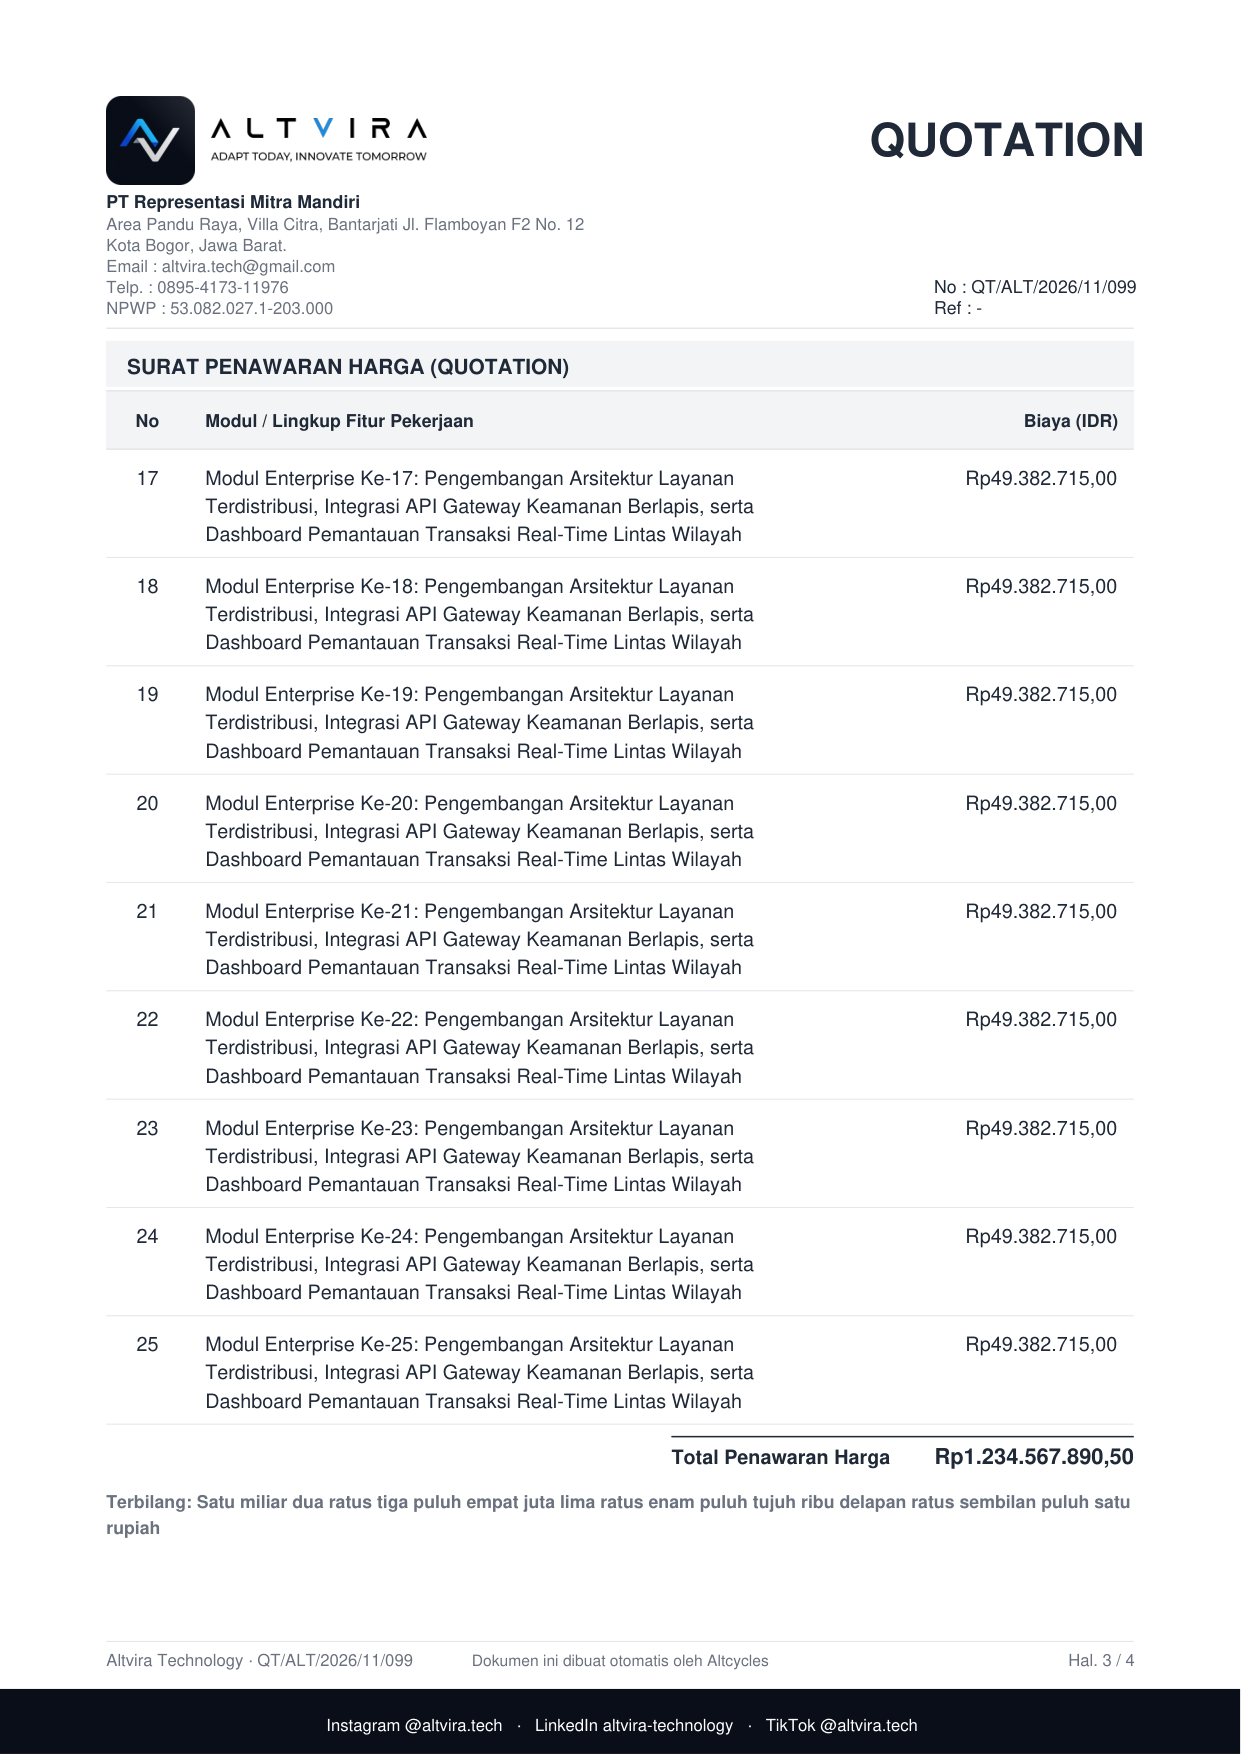 ALTVIRA
ADAPT TODAY, INNOVATE TOMORROW
QUOTATION
PT Representasi Mitra Mandiri
Area Pandu Raya, Villa Citra, Bantarjati Jl. Flamboyan F2 No. 12
Kota Bogor, Jawa Barat.
Email : altvira.tech@gmail.com
Telp. : 0895-4173-11976
NPWP : 53.082.027.1-203.000
No : QT/ALT/2026/11/099
Ref : -
SURAT PENAWARAN HARGA (QUOTATION)
No Modul / Lingkup Fitur Pekerjaan Biaya (IDR)
17 Modul Enterprise Ke-17: Pengembangan Arsitektur Layanan Rp49.382.715,00
Terdistribusi, Integrasi API Gateway Keamanan Berlapis, serta
Dashboard Pemantauan Transaksi Real-Time Lintas Wilayah
18 Modul Enterprise Ke-18: Pengembangan Arsitektur Layanan Rp49.382.715,00
Terdistribusi, Integrasi API Gateway Keamanan Berlapis, serta
Dashboard Pemantauan Transaksi Real-Time Lintas Wilayah
19 Modul Enterprise Ke-19: Pengembangan Arsitektur Layanan Rp49.382.715,00
Terdistribusi, Integrasi API Gateway Keamanan Berlapis, serta
Dashboard Pemantauan Transaksi Real-Time Lintas Wilayah
20 Modul Enterprise Ke-20: Pengembangan Arsitektur Layanan Rp49.382.715,00
Terdistribusi, Integrasi API Gateway Keamanan Berlapis, serta
Dashboard Pemantauan Transaksi Real-Time Lintas Wilayah
21 Modul Enterprise Ke-21: Pengembangan Arsitektur Layanan Rp49.382.715,00
Terdistribusi, Integrasi API Gateway Keamanan Berlapis, serta
Dashboard Pemantauan Transaksi Real-Time Lintas Wilayah
22 Modul Enterprise Ke-22: Pengembangan Arsitektur Layanan Rp49.382.715,00
Terdistribusi, Integrasi API Gateway Keamanan Berlapis, serta
Dashboard Pemantauan Transaksi Real-Time Lintas Wilayah
23 Modul Enterprise Ke-23: Pengembangan Arsitektur Layanan Rp49.382.715,00
Terdistribusi, Integrasi API Gateway Keamanan Berlapis, serta
Dashboard Pemantauan Transaksi Real-Time Lintas Wilayah
24 Modul Enterprise Ke-24: Pengembangan Arsitektur Layanan Rp49.382.715,00
Terdistribusi, Integrasi API Gateway Keamanan Berlapis, serta
Dashboard Pemantauan Transaksi Real-Time Lintas Wilayah
25 Modul Enterprise Ke-25: Pengembangan Arsitektur Layanan Rp49.382.715,00
Terdistribusi, Integrasi API Gateway Keamanan Berlapis, serta
Dashboard Pemantauan Transaksi Real-Time Lintas Wilayah
Total Penawaran Harga Rp1.234.567.890,50
Terbilang: Satu miliar dua ratus tiga puluh empat juta lima ratus enam puluh tujuh ribu delapan ratus sembilan puluh satu
rupiah
Altvira Technology · QT/ALT/2026/11/099 Dokumen ini dibuat otomatis oleh Altcycles Hal. 3 / 4
Instagram @altvira.tech · LinkedIn altvira-technology · TikTok @altvira.tech